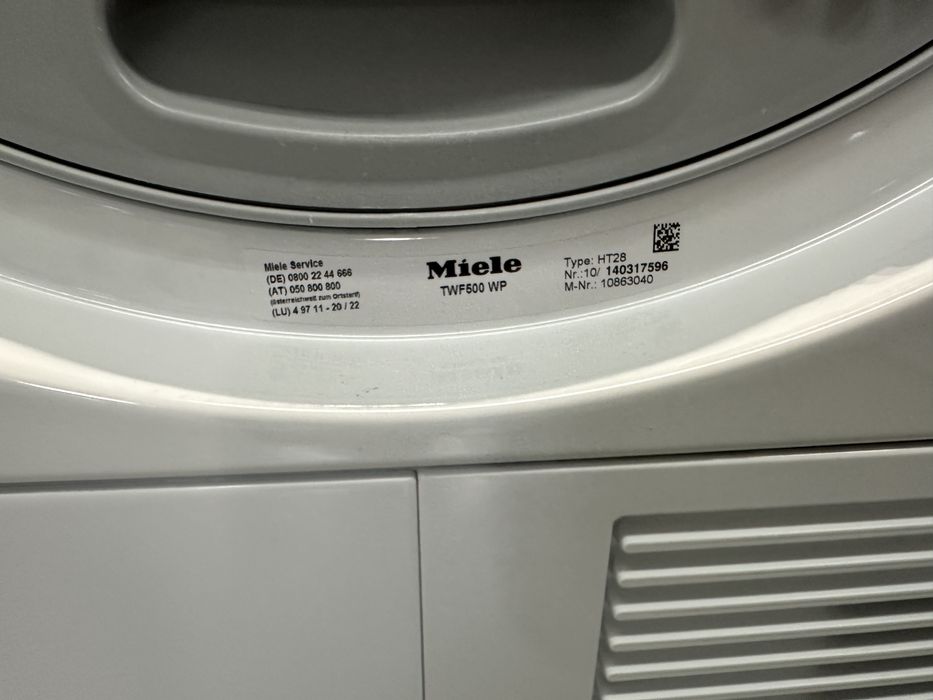 Miele Service
(DE) 0800 22 44 666
(AT) 050 800 800
(österreichweit zum Ortstarif)
(LU) 4 97 11 - 20 / 22
Miele
TWF500 WP
Type: HT28
Nr.:10/ 140317596
M-Nr.: 10863040